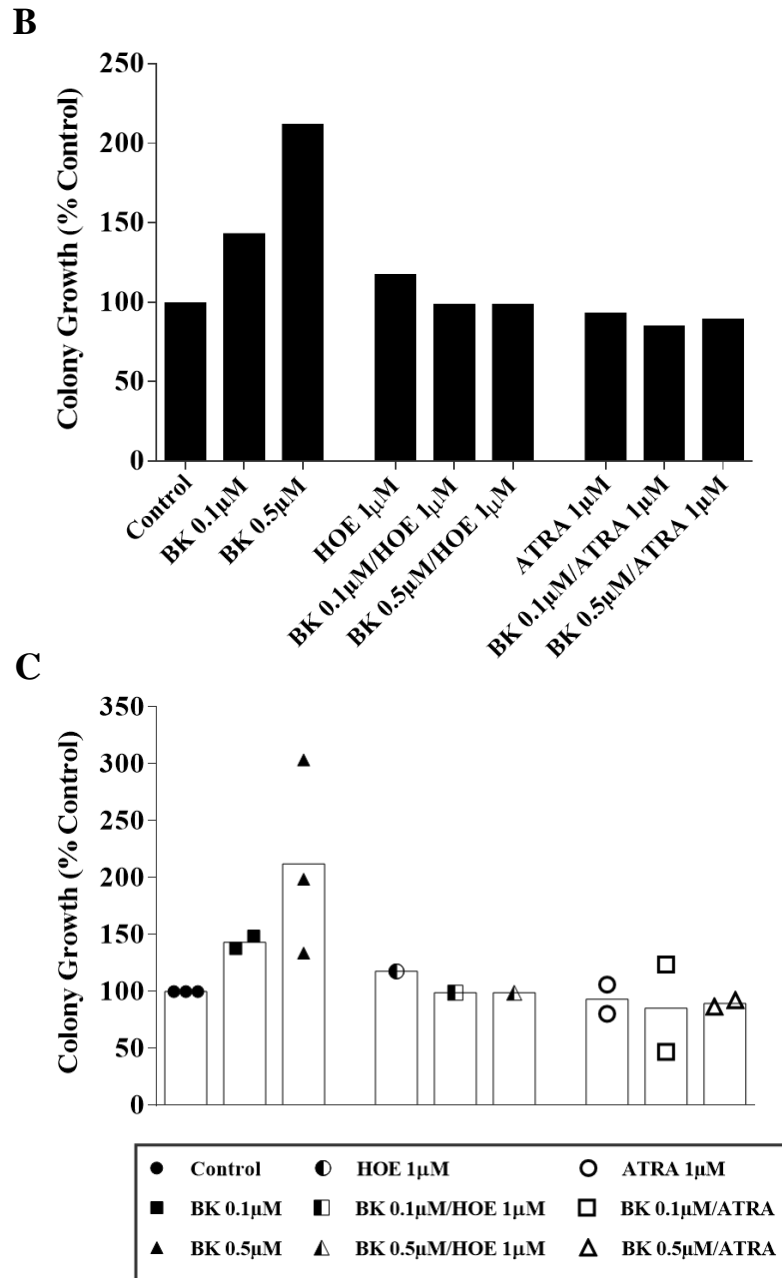 B
Colony Growth (% Control)
250
200
150
100
50
0
Control
BK 0.1µM
BK 0.5µM
HOE 1µM
BK 0.1µM/HOE 1µM
BK 0.5µM/HOE 1µM
ATRA 1µM
BK 0.1µM/ATRA 1µM
BK 0.5µM/ATRA 1µM
C
Colony Growth (% Control)
350
300
250
200
150
100
50
0
Control HOE 1µM ATRA 1µM
BK 0.1µM BK 0.1µM/HOE 1µM BK 0.1µM/ATRA
BK 0.5µM BK 0.5µM/HOE 1µM BK 0.5µM/ATRA